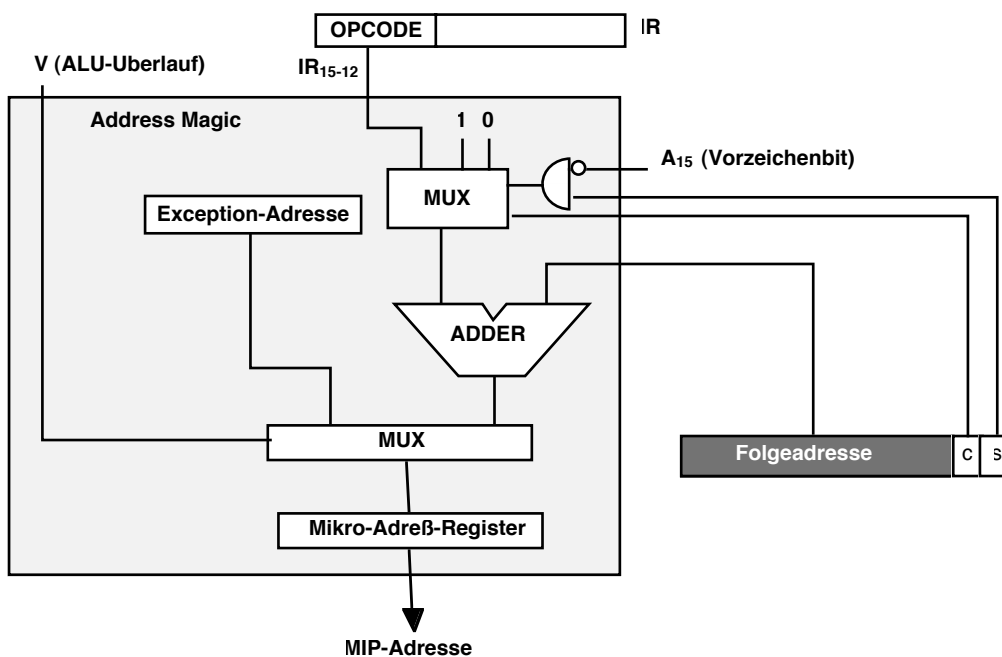 OPCODE
IR
V (ALU-Uberlauf)
IR15-12
Address Magic
1 0
A15 (Vorzeichenbit)
MUX
Exception-Adresse
ADDER
MUX
Folgeadresse
C
S
Mikro-Adreß-Register
MIP-Adresse